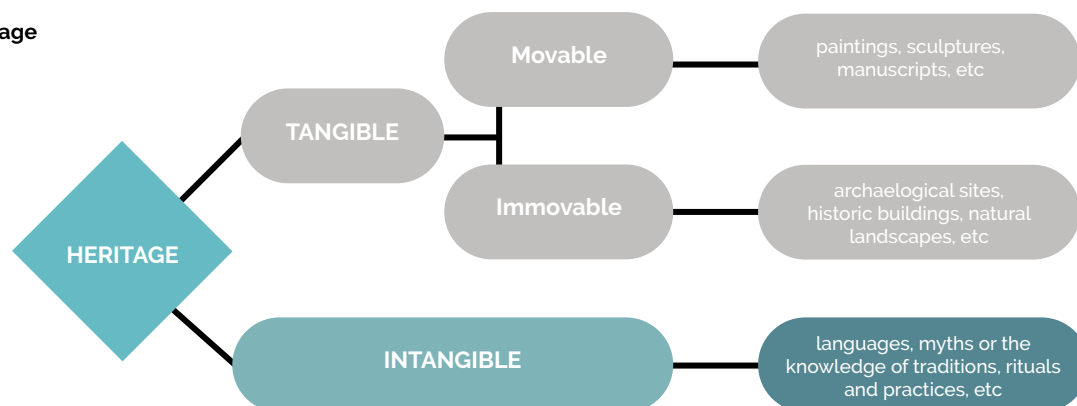 Movable
paintings, sculptures,
manuscripts, etc
TANGIBLE
Immovable
archaelogical sites,
historic buildings, natural
landscapes, etc
HERITAGE
INTANGIBLE
languages, myths or the
knowledge of traditions, rituals
and practices, etc